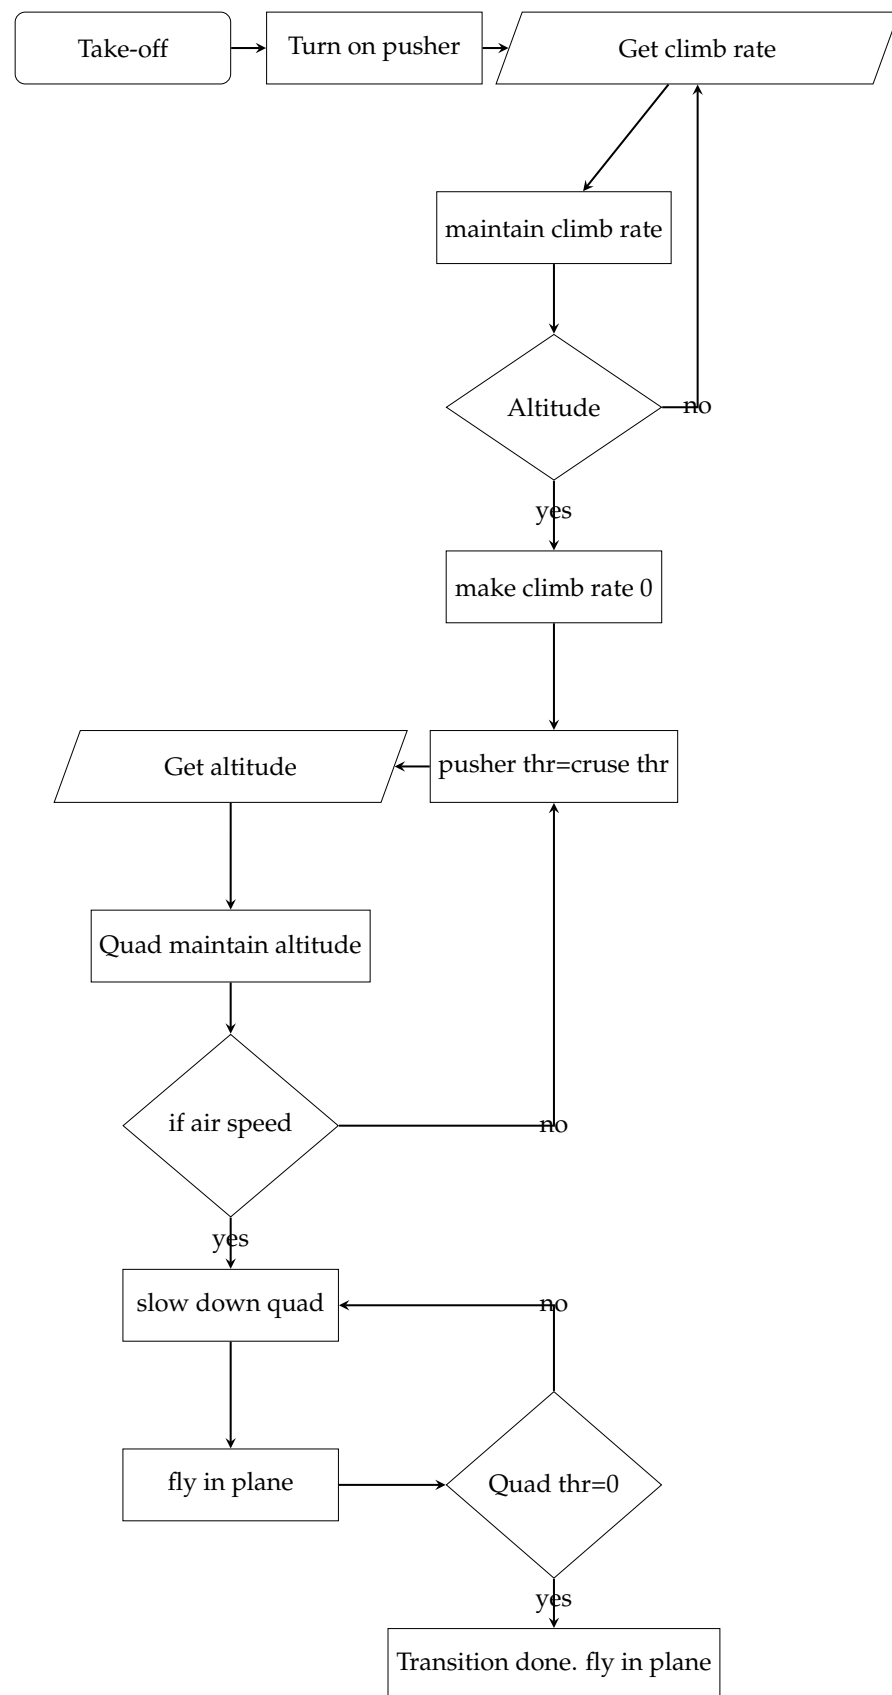 Take-off
Turn on pusher
Get climb rate
maintain climb rate
Altitude
no
yes
make climb rate 0
Get altitude
pusher thr=cruse thr
Quad maintain altitude
if air speed
no
yes
slow down quad
no
fly in plane
Quad thr=0
yes
Transition done. fly in plane